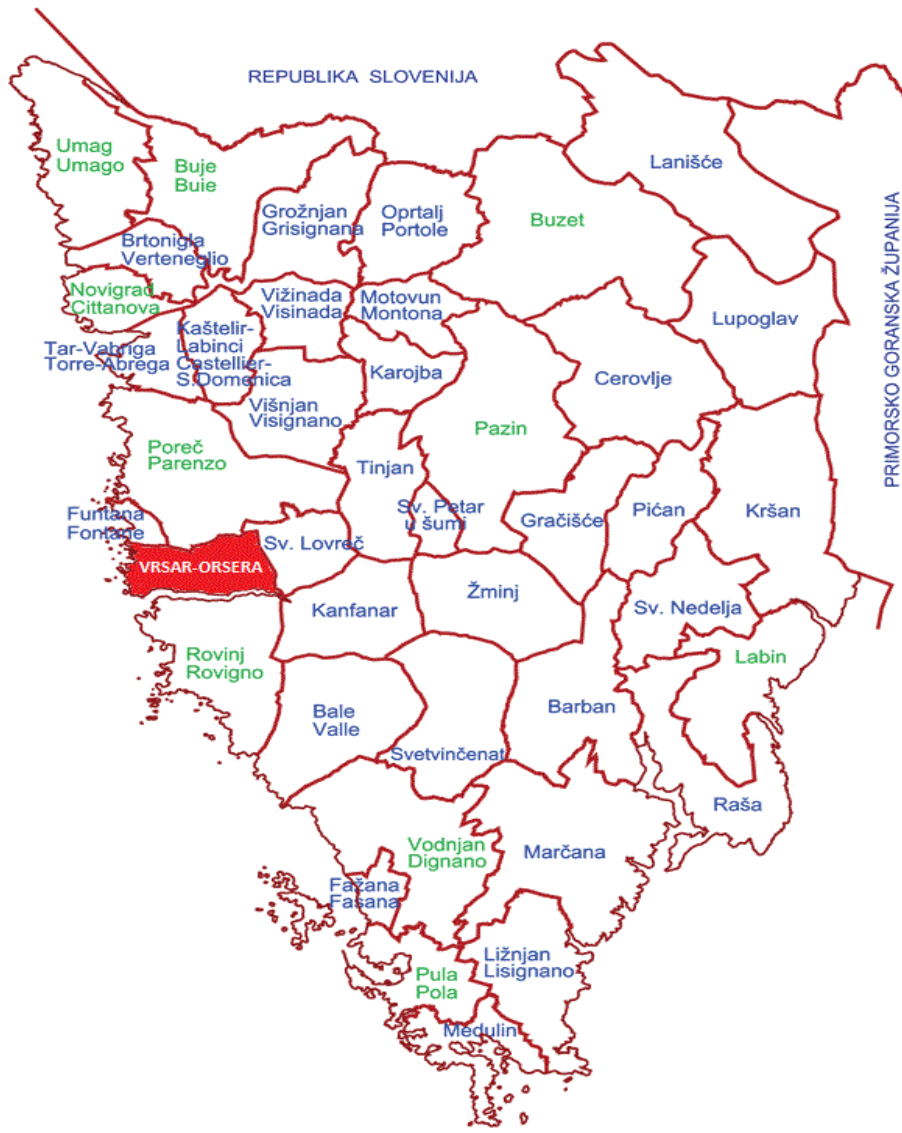 REPUBLIKA SLOVENIJA
PRIMORSKO GORANSKA ŽUPANIJA
Umag
Umago
Buje
Buie
Lanišće
Grožnjan
Grisignana
Oprtalj
Portole
Buzet
Brtonigla
Verteneglio
Novigrad
Cittanova
Vižinada
Visinada
Motovun
Montona
Lupoglav
Tar-Vabriga
Torre-Abrega
Kaštelir-
Labinci
Castellier-
S.Domenica
Karojba
Cerovlje
Višnjan
Visignano
Pazin
Poreč
Parenzo
Tinjan
Sv. Petar
u šumi
Gračišće
Pićan
Kršan
Funtana
Fontane
Sv. Lovreč
VRSAR-ORSERA
Kanfanar
Žminj
Sv. Nedelja
Rovinj
Rovigno
Labin
Bale
Valle
Barban
Svetvinčenat
Raša
Vodnjan
Dignano
Marčana
Fažana
Fasana
Ližnjan
Lisignano
Pula
Pola
Medulin